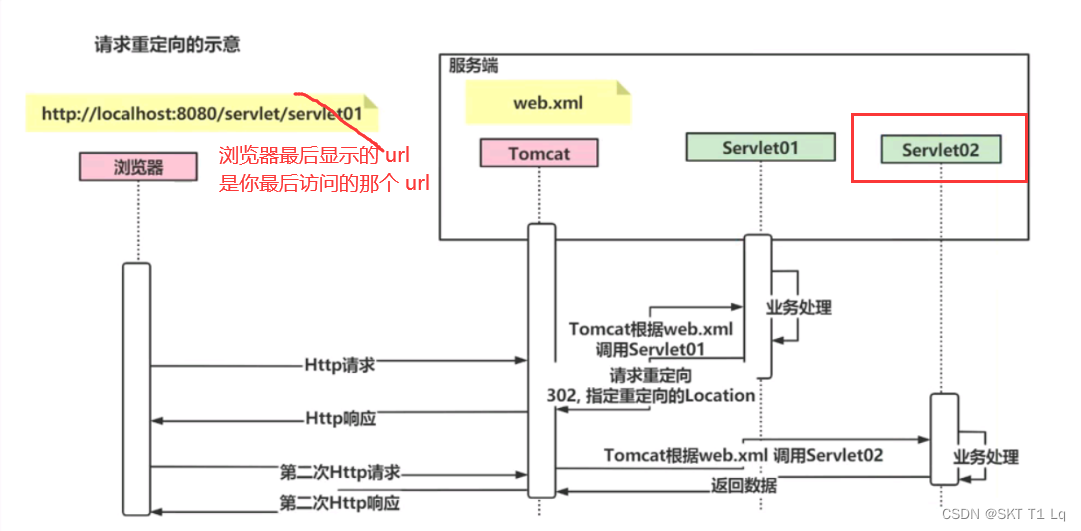 请求重定向的示意
服务端
http://localhost:8080/servlet/servlet01
web.xml
浏览器最后显示的 url
是你最后访问的那个 url
浏览器
Tomcat
Servlet01
Servlet02
业务处理
Tomcat根据web.xml
调用Servlet01
Http请求
请求重定向
302, 指定重定向的Location
Http响应
Tomcat根据web.xml 调用Servlet02
业务处理
第二次Http请求
返回数据
第二次Http响应
CSDN @SKT T1 Lq